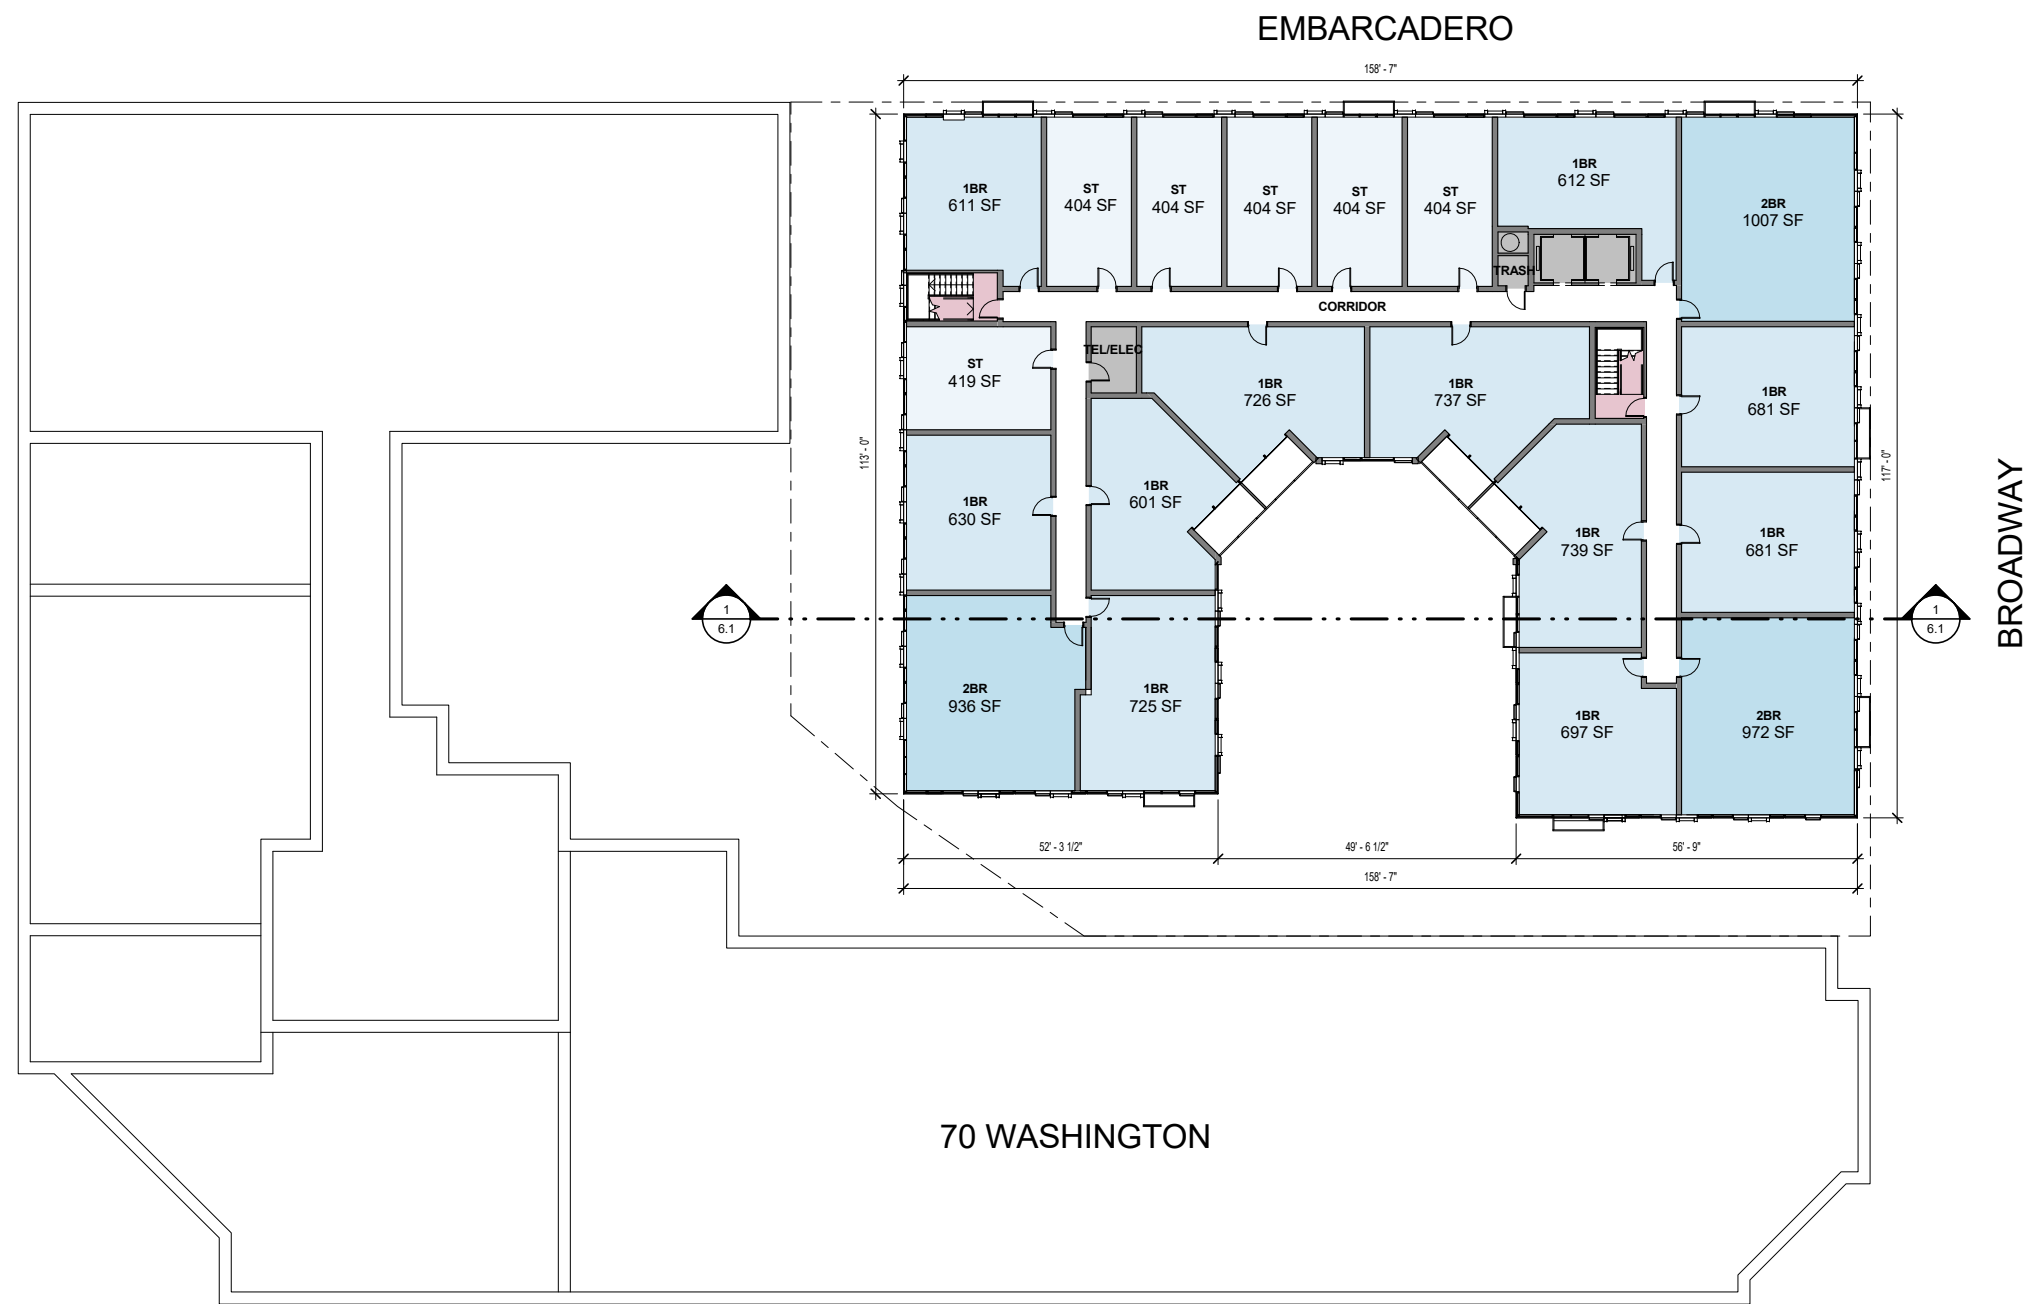 EMBARCADERO
158' - 7"
1BR
611 SF
ST
404 SF
ST
404 SF
ST
404 SF
ST
404 SF
ST
404 SF
1BR
612 SF
2BR
1007 SF
TRASH
CORRIDOR
TEL/ELEC
ST
419 SF
1BR
726 SF
1BR
737 SF
1BR
681 SF
113' - 0"
117' - 0"
BROADWAY
1BR
630 SF
1BR
601 SF
1BR
739 SF
1BR
681 SF
1
6.1
1
6.1
2BR
936 SF
1BR
725 SF
1BR
697 SF
2BR
972 SF
52' - 3 1/2"
49' - 6 1/2"
56' - 9"
158' - 7"
70 WASHINGTON